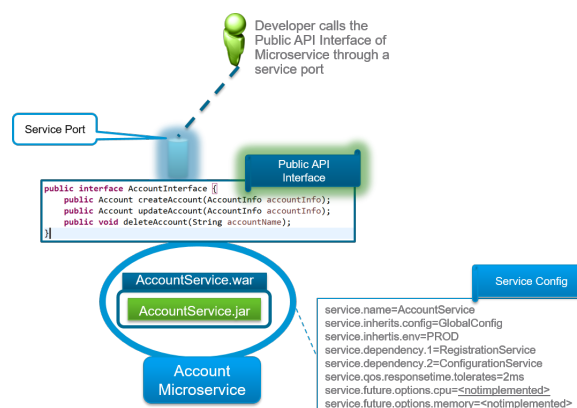 Developer calls the
Public API Interface of
Microservice through a
service port
Service Port
Public API
Interface
public interface AccountInterface {
public Account createAccount(AccountInfo accountInfo);
public Account updateAccount(AccountInfo accountInfo);
public void deleteAccount(String accountName);
}
AccountService.war
AccountService.jar
Account
Microservice
Service Config
service.name=AccountService
service.inherits.config=GlobalConfig
service.inhertis.env=PROD
service.dependency.1=RegistrationService
service.dependency.2=ConfigurationService
service.qos.responsetime.tolerates=2ms
service.future.options.cpu=<notimplemented>
service.future.options.memory=<notimplemented>